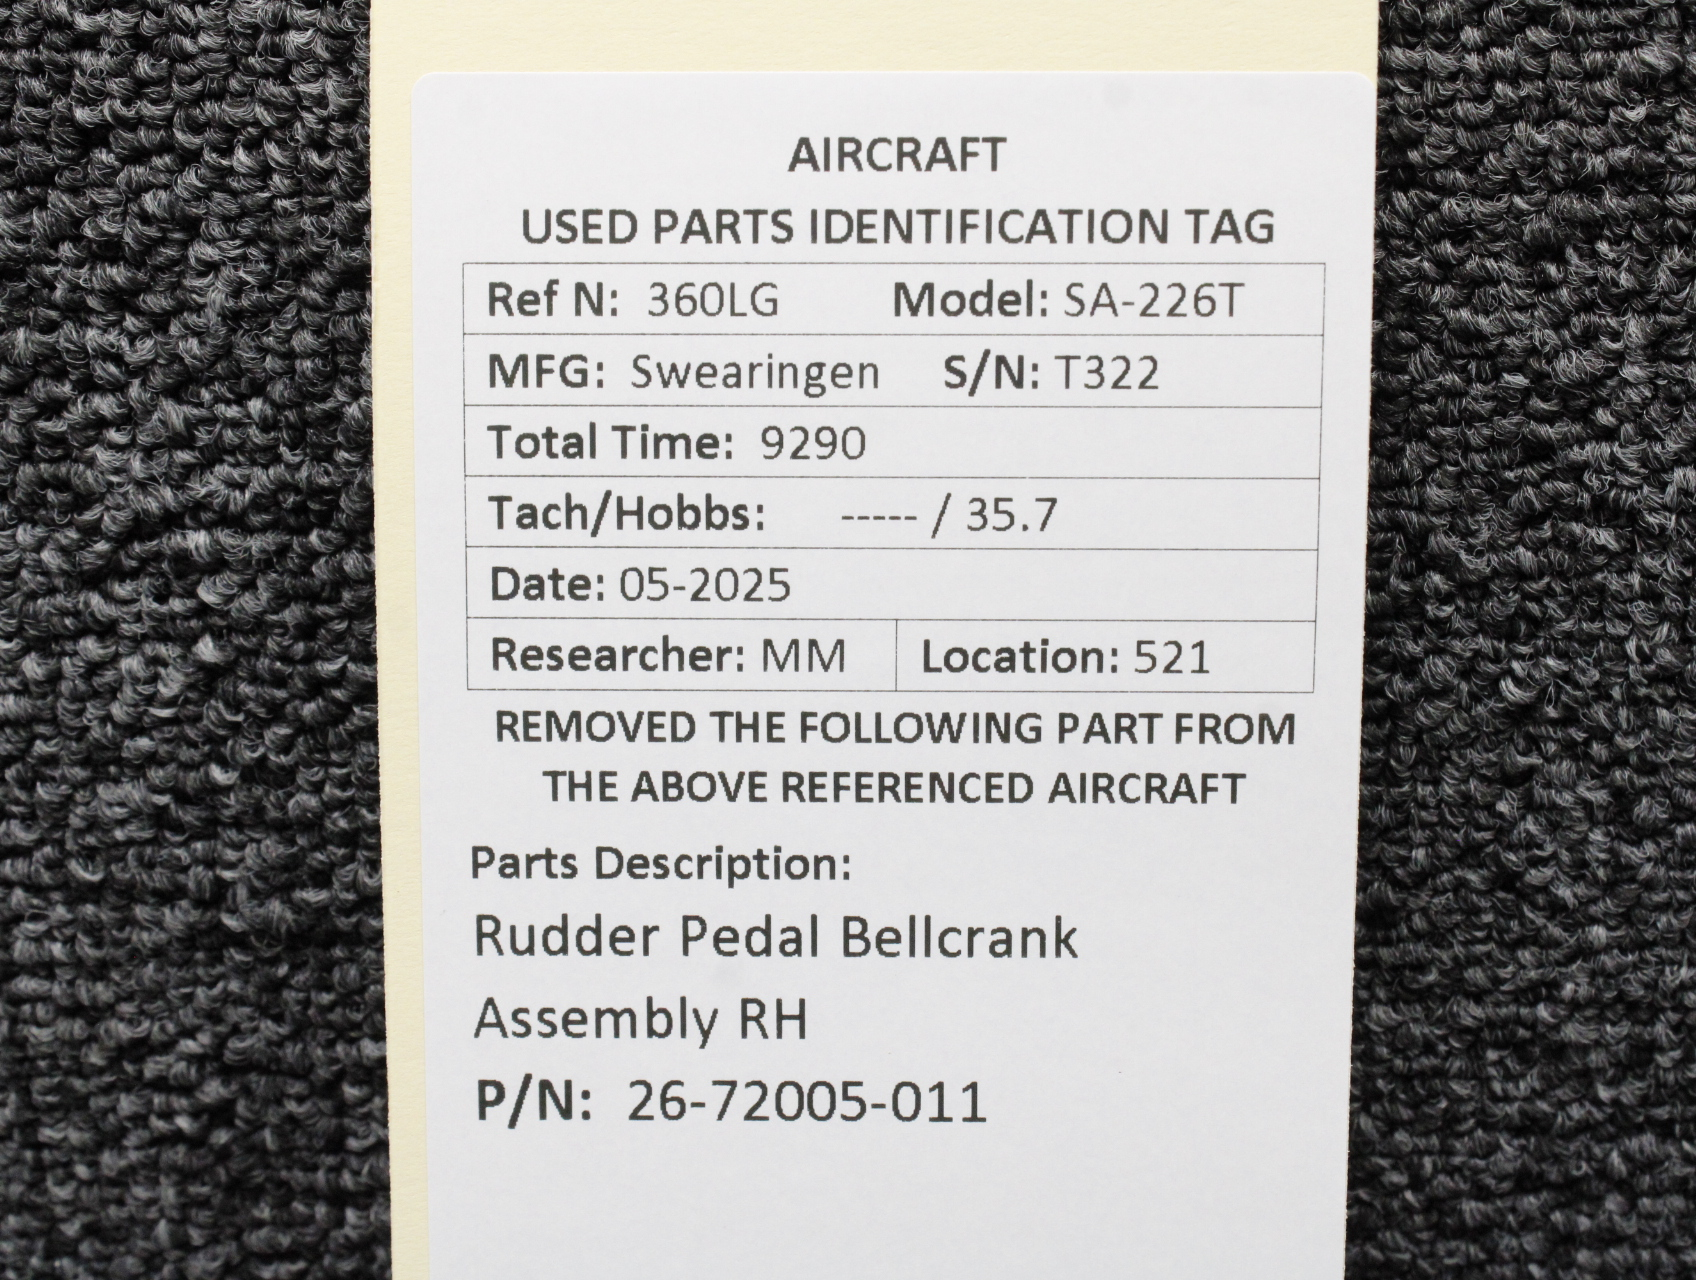 AIRCRAFT
USED PARTS IDENTIFICATION TAG
Ref N: 360LG Model: SA-226T
MFG: Swearingen S/N: T322
Total Time: 9290
Tach/Hobbs: ----- / 35.7
Date: 05-2025
Researcher: MM Location: 521
REMOVED THE FOLLOWING PART FROM
THE ABOVE REFERENCED AIRCRAFT
Parts Description:
Rudder Pedal Bellcrank
Assembly RH
P/N: 26-72005-011